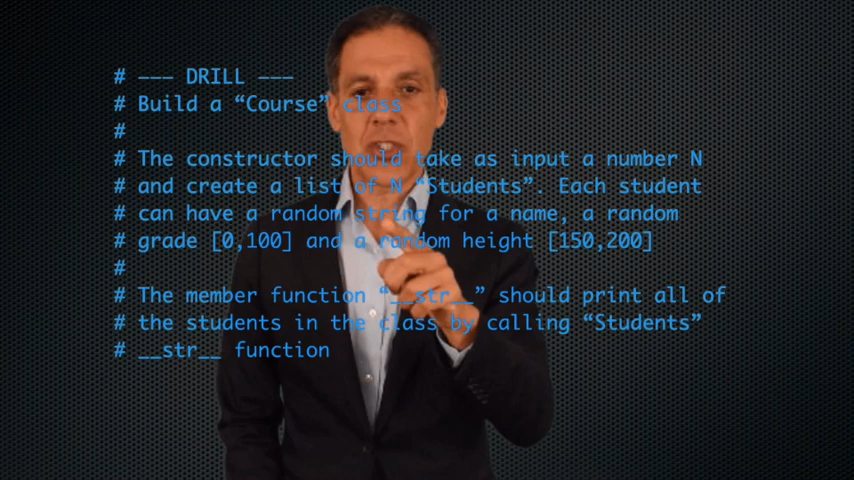 # ——— DRILL ———
# Build a “Course” class
#
# The constructor should take as input a number N
# and create a list of N “Students”. Each student
# can have a random string for a name, a random
# grade [0,100] and a random height [150,200]
#
# The member function “__str__” should print all of
# the students in the class by calling “Students”
# __str__ function